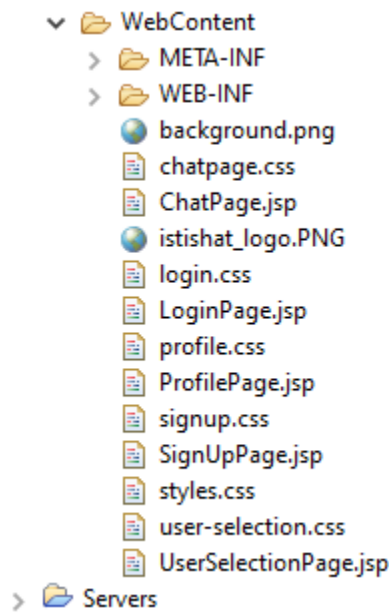 WebContent
META-INF
WEB-INF
background.png
chatpage.css
ChatPage.jsp
istishat_logo.PNG
login.css
LoginPage.jsp
profile.css
ProfilePage.jsp
signup.css
SignUpPage.jsp
styles.css
user-selection.css
UserSelectionPage.jsp
Servers